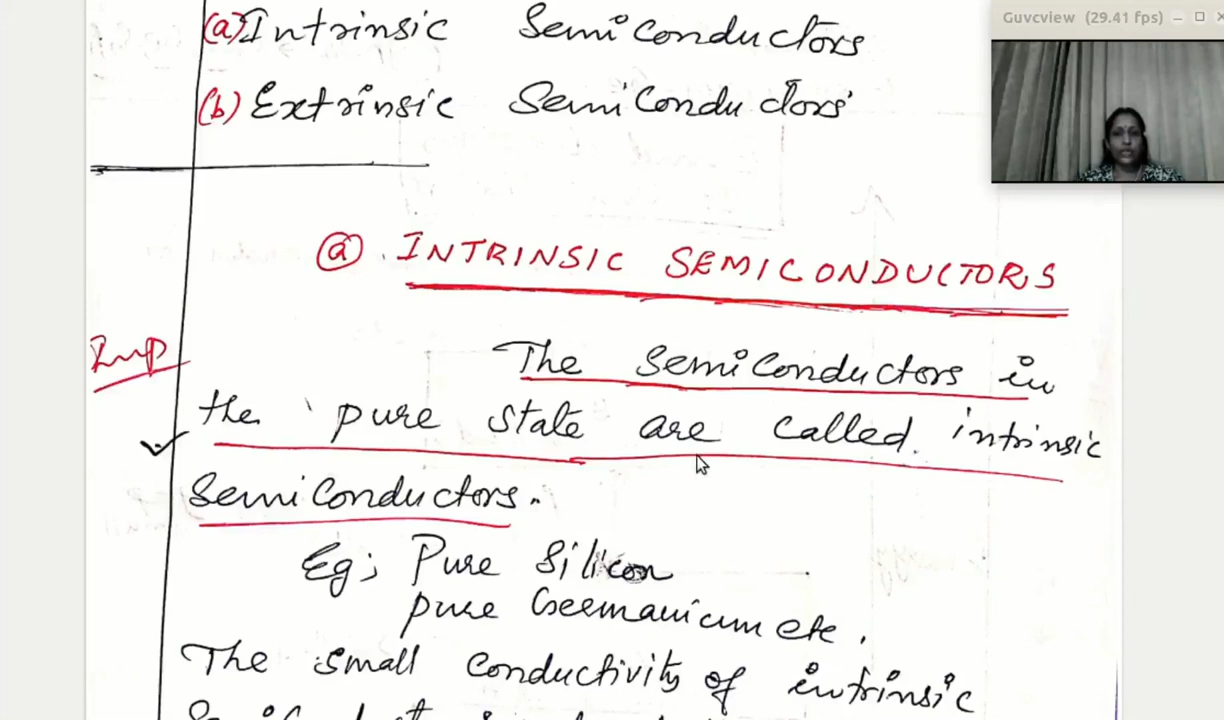 Guvcview (29.41 fps)
(a) Intrinsic SemiConductors
(b) Extrinsic SemiConductors
(a). INTRINSIC SEMICONDUCTORS
Imp
The SemiConductors in
the pure state are called intrinsic
SemiConductors.
Eg; Pure Silicon
pure Geemanicum etc.
The small Conductivity of intrinsic